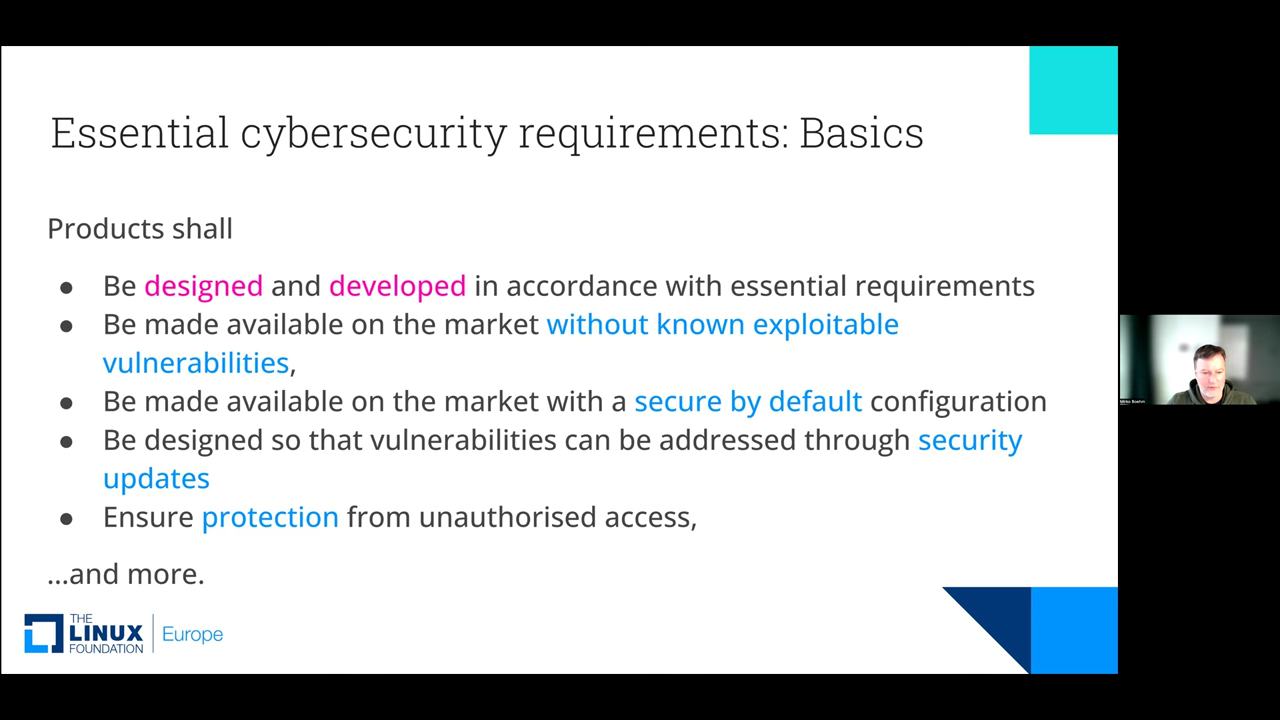 Essential cybersecurity requirements: Basics
Products shall
● Be designed and developed in accordance with essential requirements
● Be made available on the market without known exploitable
vulnerabilities,
● Be made available on the market with a secure by default configuration
● Be designed so that vulnerabilities can be addressed through security
updates
● Ensure protection from unauthorised access,
...and more.
THE
LINUX
FOUNDATION
Europe
Mirko Boehm